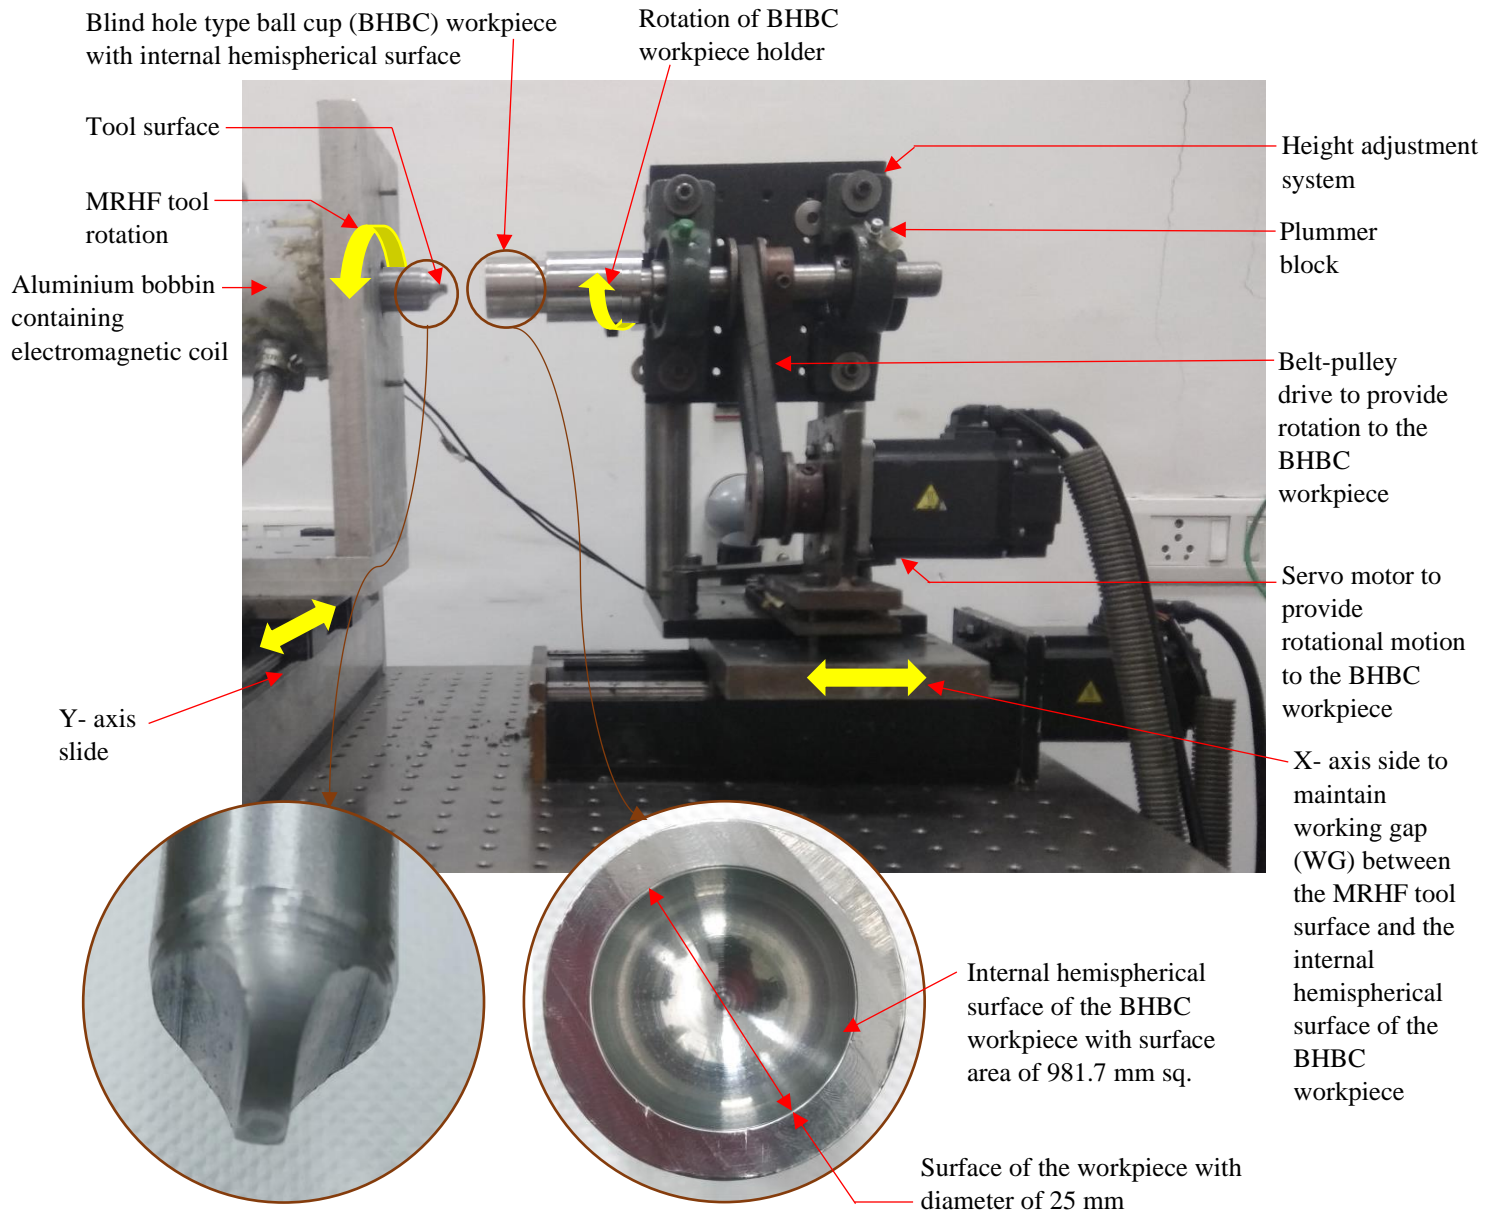 Blind hole type ball cup (BHBC) workpiece
with internal hemispherical surface
Rotation of BHBC
workpiece holder
Tool surface
MRHF tool
rotation
Aluminium bobbin
containing
electromagnetic coil
Y- axis
slide
Height adjustment
system
Plummer
block
Belt-pulley
drive to provide
rotation to the
BHBC
workpiece
Servo motor to
provide
rotational motion
to the BHBC
workpiece
X- axis side to
maintain
working gap
(WG) between
the MRHF tool
surface and the
internal
hemispherical
surface of the
BHBC
workpiece
Internal hemispherical
surface of the BHBC
workpiece with surface
area of 981.7 mm sq.
Surface of the workpiece with
diameter of 25 mm